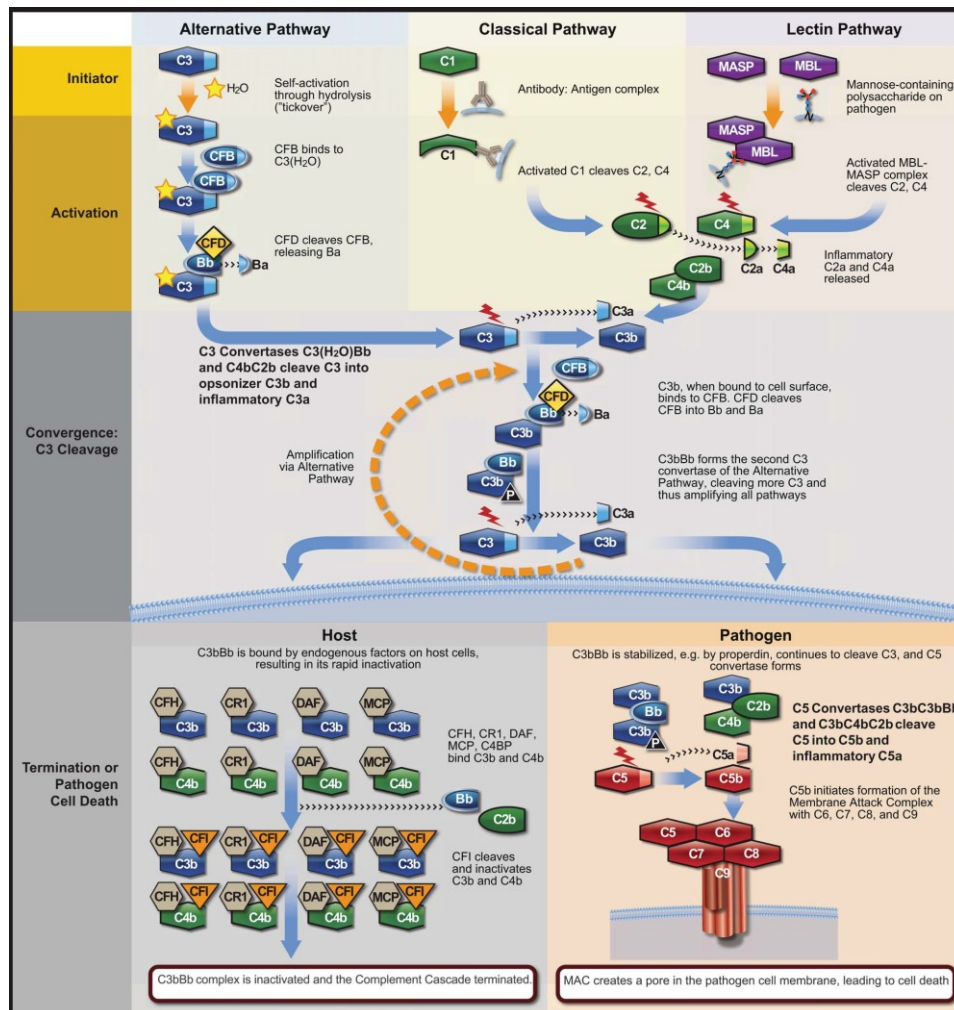 Alternative Pathway
Classical Pathway
Lectin Pathway
Initiator
C3
H₂O
Self-activation
through hydrolysis
("tickover")
C1
Antibody: Antigen complex
MASP
MBL
Mannose-containing
polysaccharide on
pathogen
Activation
C3
CFB
CFB binds to
C3(H₂O)
CFB
C3
CFD cleaves CFB,
releasing Ba
CFD
Bb
Ba
C3
C1
Activated C1 cleaves C2, C4
C2
C4
MASP
MBL
Activated MBL-
MASP complex
cleaves C2, C4
C2a
C4a
C2b
C4b
Inflammatory
C2a and C4a
released
Convergence:
C3 Cleavage
C3 Convertases C3(H₂O)Bb
and C4bC2b cleave C3 into
opsonizer C3b and
inflammatory C3a
C3
C3a
C3b
CFB
CFD
Bb
Ba
C3b
C3b, when bound to cell surface,
binds to CFB. CFD cleaves
CFB into Bb and Ba
Amplification
via Alternative
Pathway
Bb
C3b
P
C3bBb forms the second C3
convertase of the Alternative
Pathway, cleaving more C3 and
thus amplifying all pathways
C3a
C3
C3b
Termination or
Pathogen
Cell Death
Host
C3bBb is bound by endogenous factors on host cells,
resulting in its rapid inactivation
CFH CR1 DAF MCP
C3b C3b C3b C3b
CFH CR1 DAF MCP
C4b C4b C4b C4b
CFH, CR1, DAF,
MCP, C4BP
bind C3b and C4b
Bb
C2b
CFH CFI CR1 CFI DAF CFI MCP CFI
C3b C3b C3b C3b
CFH CFI CR1 CFI DAF CFI MCP CFI
C4b C4b C4b C4b
CFI cleaves
and inactivates
C3b and C4b
C3bBb complex is inactivated and the Complement Cascade terminated.
Pathogen
C3bBb is stabilized, e.g. by properdin, continues to cleave C3, and C5
convertase forms
C3b
Bb
C3b
P
C3b
C2b
C4b
C5 Convertases C3bC3bBb
and C3bC4bC2b cleave
C5 into C5b and
inflammatory C5a
C5a
C5
C5b
C5b initiates formation of the
Membrane Attack Complex
with C6, C7, C8, and C9
C5
C6
C7
C8
C9
MAC creates a pore in the pathogen cell membrane, leading to cell death